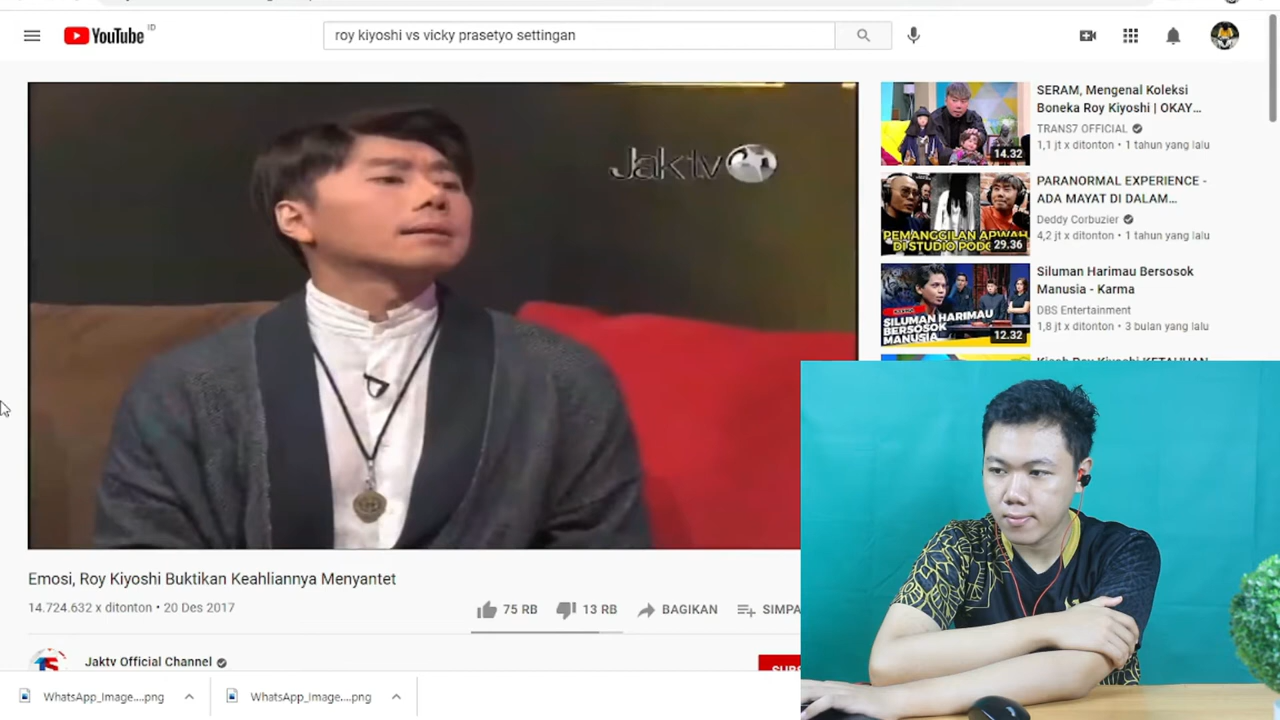 YouTube ID
roy kiyoshi vs vicky prasetyo settingan
Jaktv
SERAM, Mengenal Koleksi
Boneka Roy Kiyoshi | OKAY...
TRANS7 OFFICIAL
1,1 jt x ditonton • 1 tahun yang lalu
14.32
PARANORMAL EXPERIENCE -
ADA MAYAT DI DALAM...
Deddy Corbuzier
4,2 jt x ditonton • 1 tahun yang lalu
PEMANGGILAN ARWAH
DI STUDIO
29.36
Siluman Harimau Bersosok
Manusia - Karma
DBS Entertainment
1,8 jt x ditonton • 3 bulan yang lalu
SILUMAN HARIMAU
BERSOSOK
MANUSIA
12.32
Emosi, Roy Kiyoshi Buktikan Keahliannya Menyantet
14.724.632 x ditonton • 20 Des 2017
75 RB
13 RB
BAGIKAN
SIMPA
Jaktv Official Channel
WhatsApp_Image....png
WhatsApp_Image....png